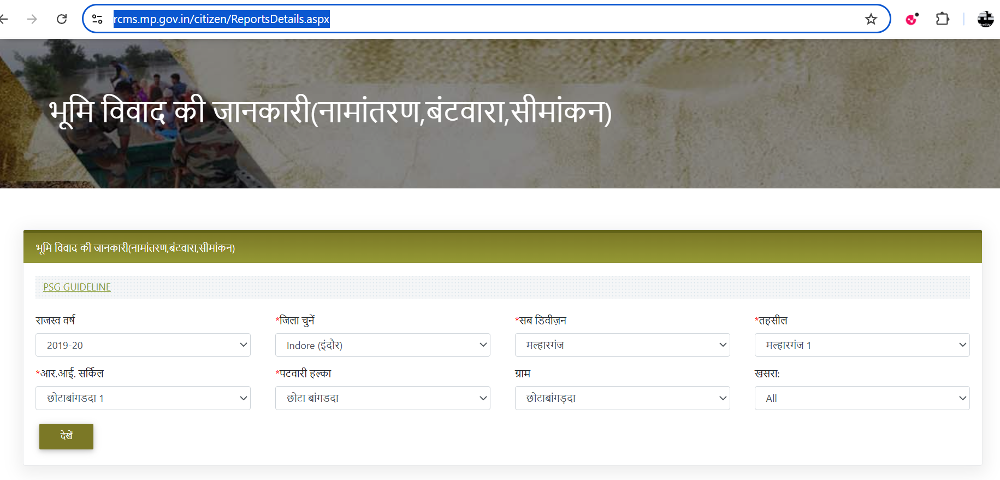 rcms.mp.gov.in/citizen/ReportsDetails.aspx
भूमि विवाद की जानकारी(नामांतरण,बंटवारा,सीमांकन)
भूमि विवाद की जानकारी(नामांतरण,बंटवारा,सीमांकन)
PSG GUIDELINE
राजस्व वर्ष *जिला चुनें *सब डिवीज़न *तहसील
2019-20 Indore (इंदौर) मल्हारगंज मल्हारगंज 1
*आर.आई. सर्किल *पटवारी हल्का ग्राम खसरा:
छोटाबांगडदा 1 छोटा बांगडदा छोटाबांगड़दा All
देखें